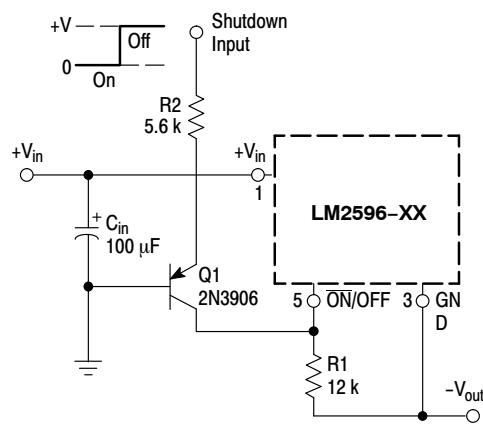 +V
Off
0
On
Shutdown
Input
R2
5.6 k
+Vin
+Vin
1
LM2596-XX
+
Cin
100 μF
Q1
2N3906
5
O̅N̅/OFF
3
GN
D
R1
12 k
-Vout